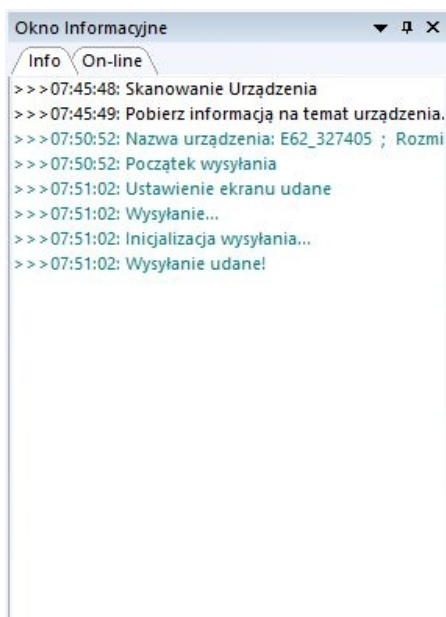 Okno Informacyjne
Info On-line
>>>07:45:48: Skanowanie Urządzenia
>>>07:45:49: Pobierz informacją na temat urządzenia.
>>>07:50:52: Nazwa urządzenia: E62_327405 ; Rozmi
>>>07:50:52: Początek wysyłania
>>>07:51:02: Ustawienie ekranu udane
>>>07:51:02: Wysyłanie...
>>>07:51:02: Inicjalizacja wysyłania...
>>>07:51:02: Wysyłanie udane!